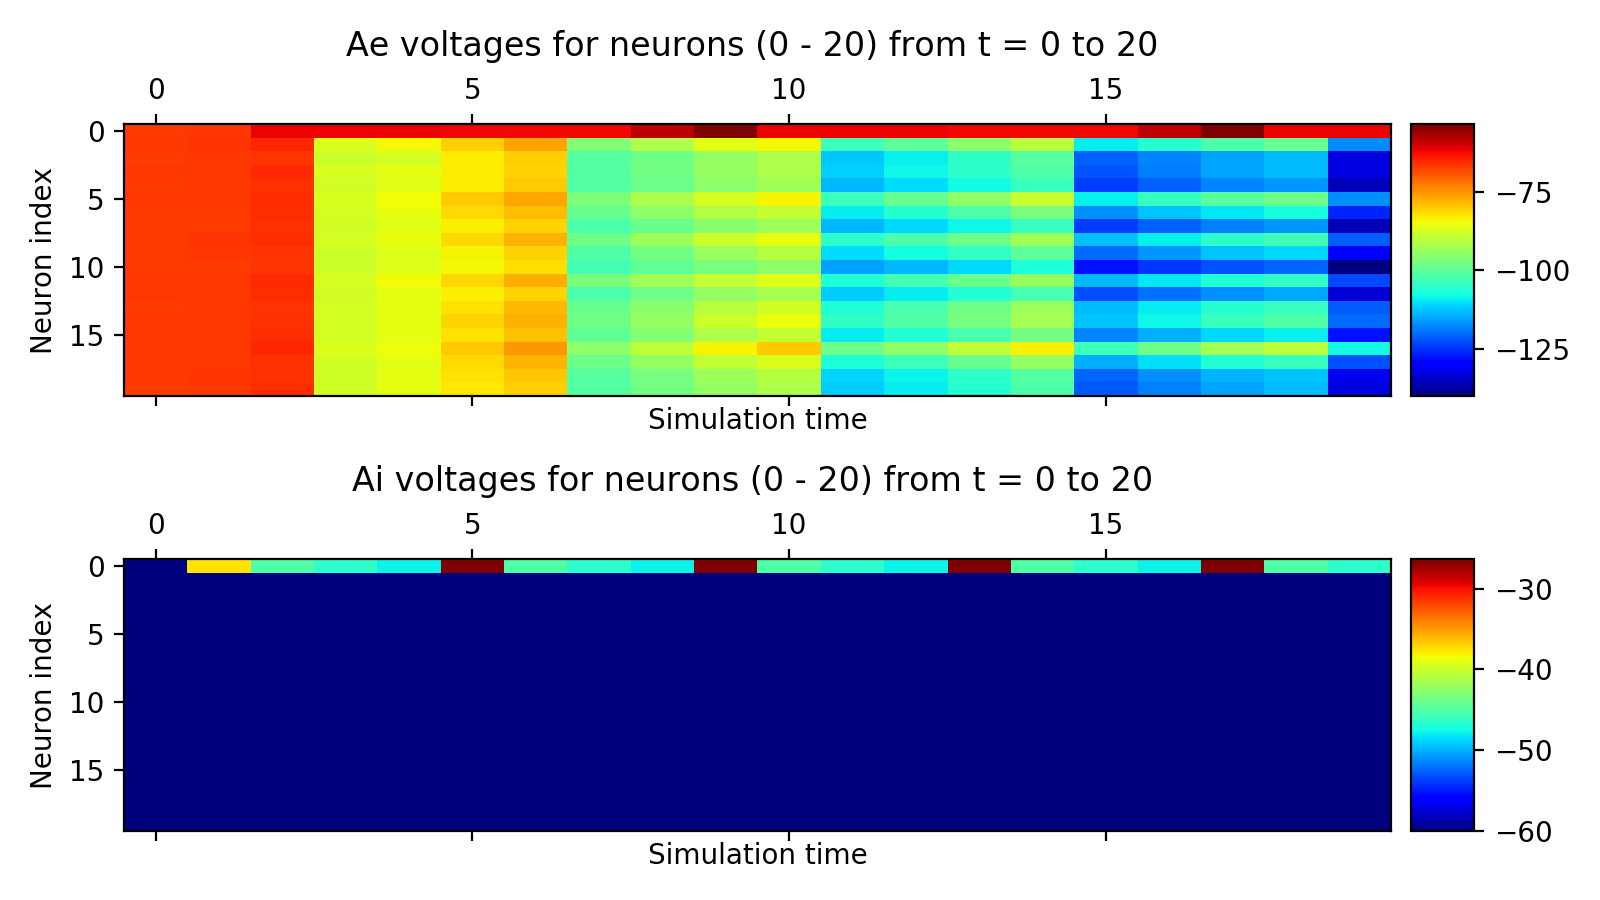 Ae voltages for neurons (0 - 20) from t = 0 to 20
0 5 10 15
Neuron index
0
5
10
15
Simulation time
−75
−100
−125
Ai voltages for neurons (0 - 20) from t = 0 to 20
0 5 10 15
Neuron index
0
5
10
15
Simulation time
−30
−40
−50
−60